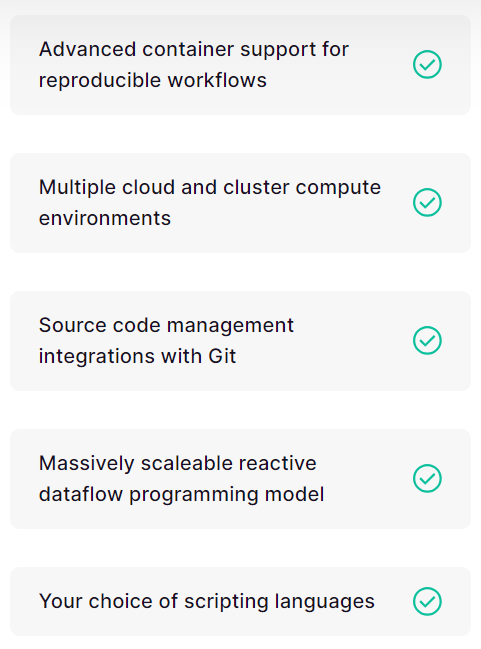 Advanced container support for
reproducible workflows
Multiple cloud and cluster compute
environments
Source code management
integrations with Git
Massively scaleable reactive
dataflow programming model
Your choice of scripting languages